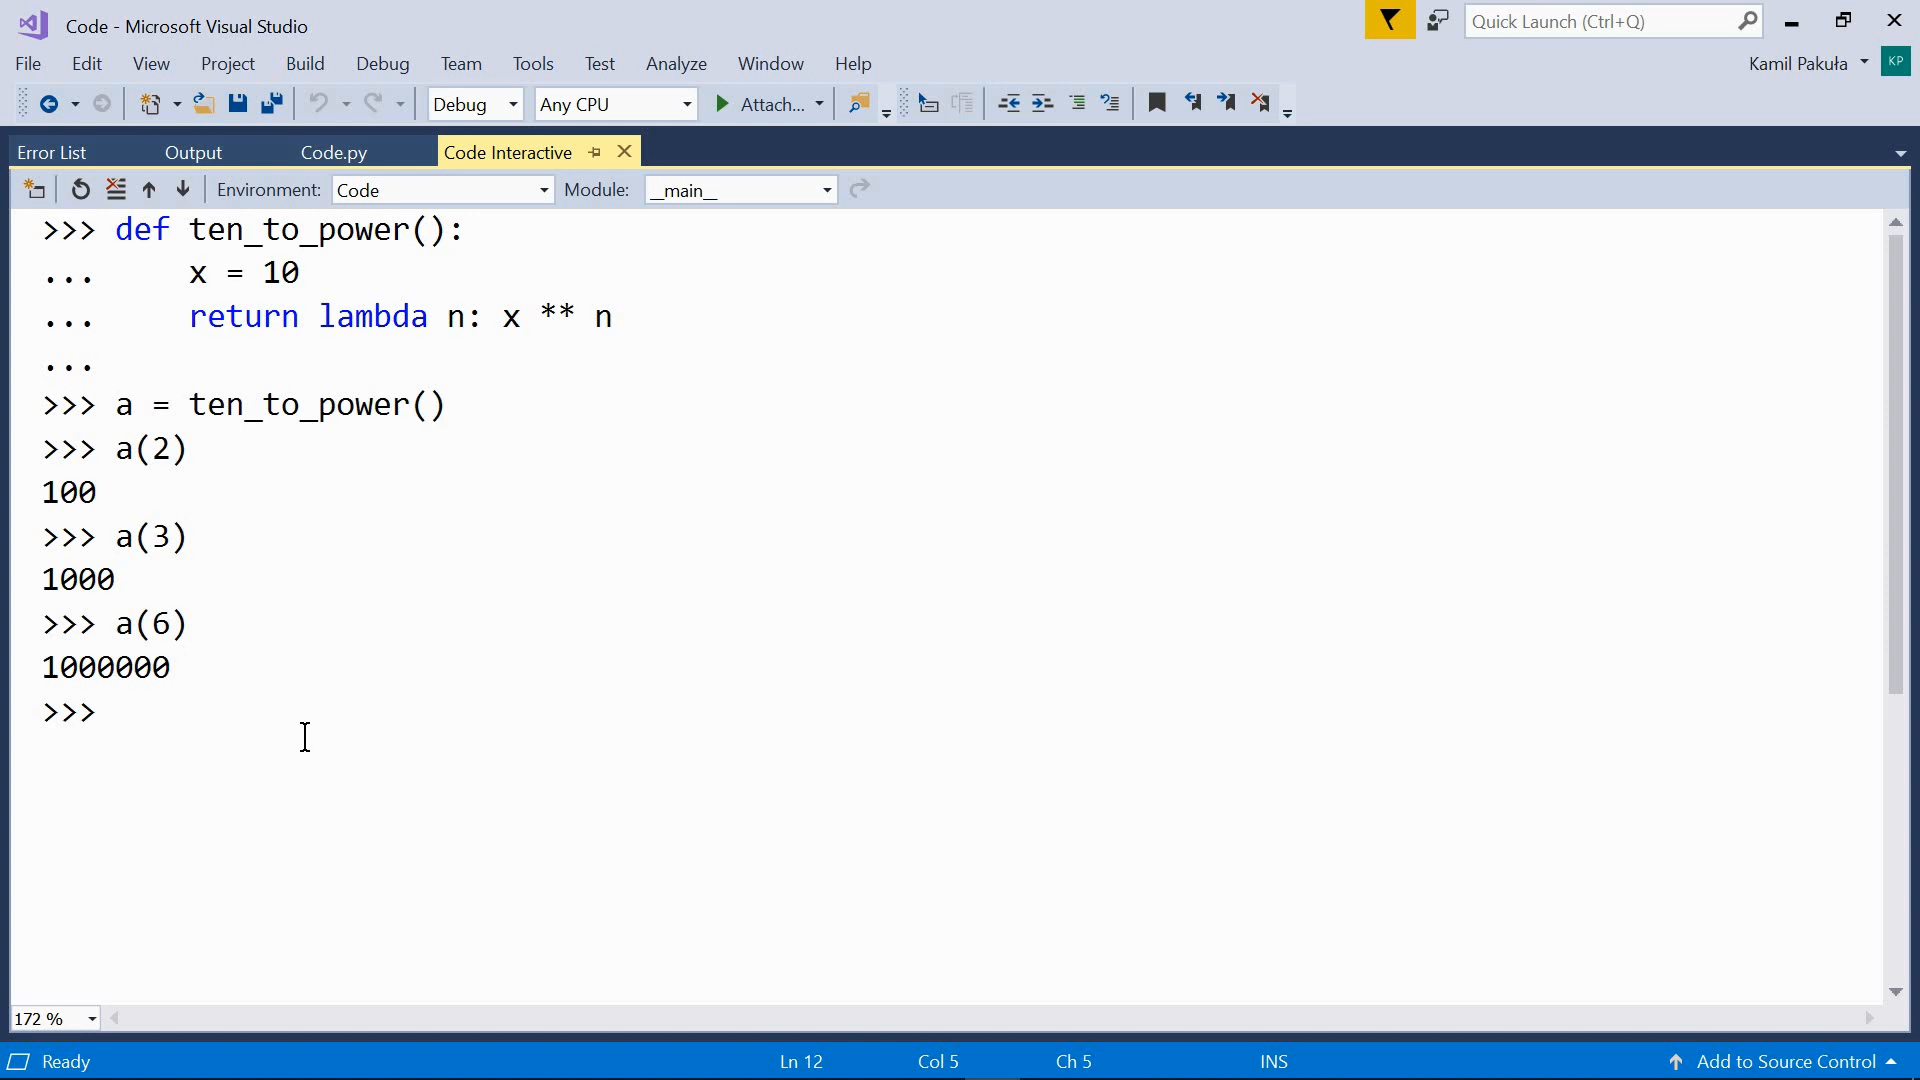 Code - Microsoft Visual Studio
Quick Launch (Ctrl+Q)
File Edit View Project Build Debug Team Tools Test Analyze Window Help
Kamil Pakuła KP
Debug Any CPU Attach...
Error List Output Code.py Code Interactive
Environment: Code Module: __main__
>>> def ten_to_power():
... x = 10
... return lambda n: x ** n
...
>>> a = ten_to_power()
>>> a(2)
100
>>> a(3)
1000
>>> a(6)
1000000
>>>
172 %
Ready Ln 12 Col 5 Ch 5 INS Add to Source Control